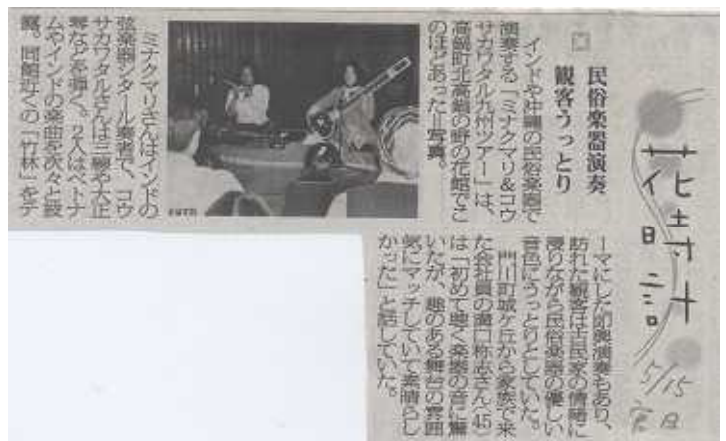 花時計
5/15
宮日
民俗楽器演奏
観客うっとり
インドや沖縄の民俗楽器で
演奏する「ミナクマリ&コウ
サカワタル九州ツアー」は、
高鍋町北高鍋の野の花館でこ
のほどあった=写真。
ミナクマリさんはインドの
弦楽器シタール奏者で、コウ
サカワタルさんは三線や大正
琴などを弾く。2人はベトナ
ムやインドの楽曲を次々と披
露。同館近くの「竹林」をテ
ーマにした即興演奏もあり、
訪れた観客は古民家の情緒に
浸りながら民俗楽器の優しい
音色にうっとりとしていた。
門川町城ケ丘から家族で来
た会社員の溝口称志さん(45)
は「初めて聴く楽器の音に驚
いたが、趣のある舞台の雰囲
気にマッチしていて素晴らし
かった」と話していた。